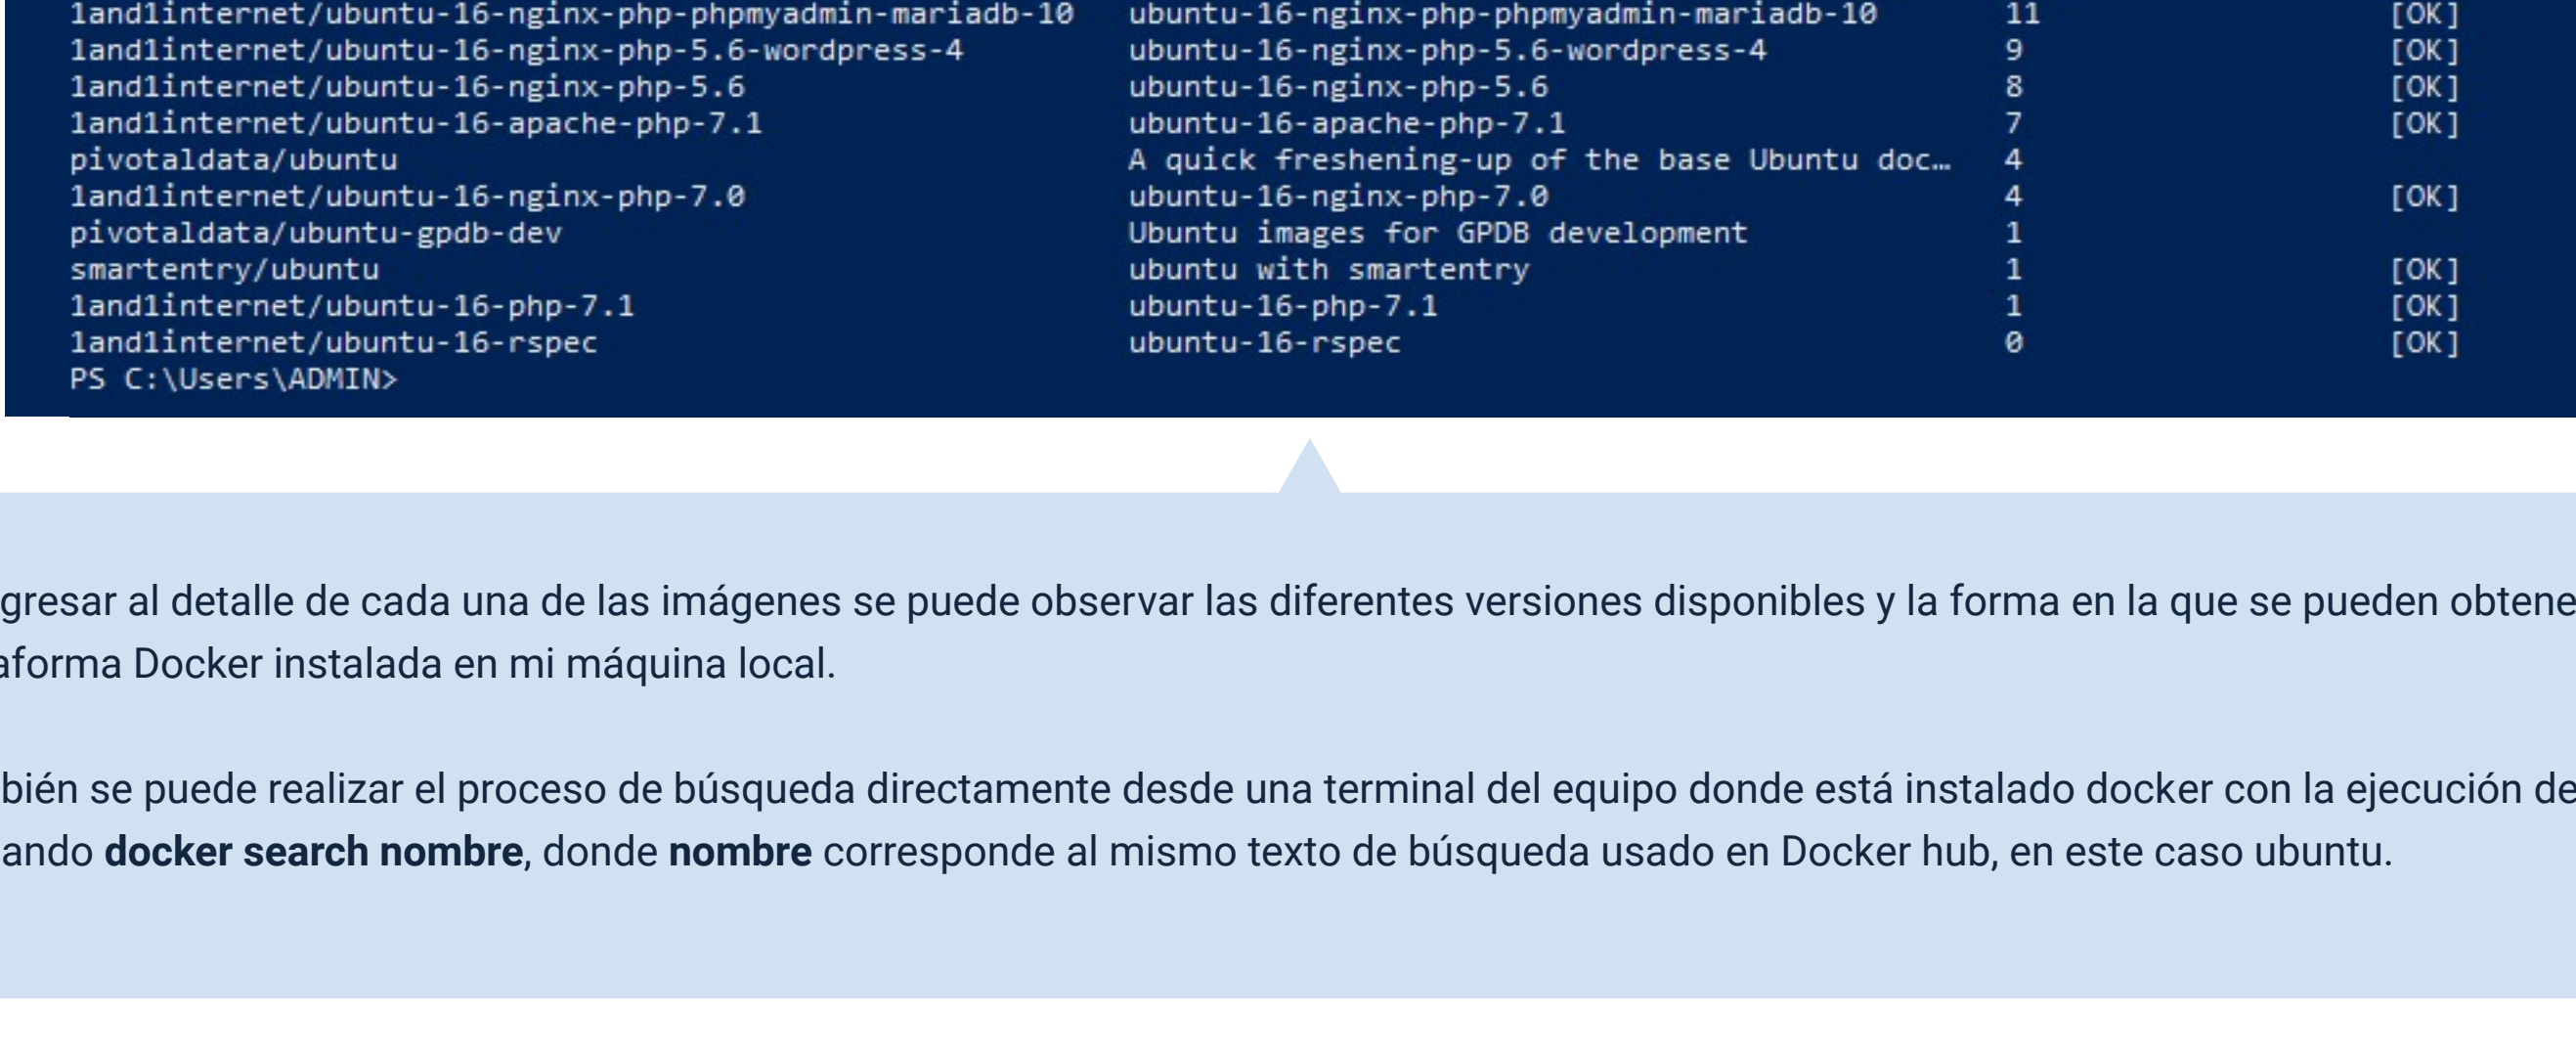 1and1internet/ubuntu-16-nginx-php-phpmyadmin-mariadb-10 ubuntu-16-nginx-php-phpmyadmin-mariadb-10 11 [OK]
1and1internet/ubuntu-16-nginx-php-5.6-wordpress-4 ubuntu-16-nginx-php-5.6-wordpress-4 9 [OK]
1and1internet/ubuntu-16-nginx-php-5.6 ubuntu-16-nginx-php-5.6 8 [OK]
1and1internet/ubuntu-16-apache-php-7.1 ubuntu-16-apache-php-7.1 7 [OK]
pivotaldata/ubuntu A quick freshening-up of the base Ubuntu doc… 4
1and1internet/ubuntu-16-nginx-php-7.0 ubuntu-16-nginx-php-7.0 4 [OK]
pivotaldata/ubuntu-gpdb-dev Ubuntu images for GPDB development 1
smartentry/ubuntu ubuntu with smartentry 1 [OK]
1and1internet/ubuntu-16-php-7.1 ubuntu-16-php-7.1 1 [OK]
1and1internet/ubuntu-16-rspec ubuntu-16-rspec 0 [OK]
PS C:\Users\ADMIN>
gresar al detalle de cada una de las imágenes se puede observar las diferentes versiones disponibles y la forma en la que se pueden obtene
aforma Docker instalada en mi máquina local.
bién se puede realizar el proceso de búsqueda directamente desde una terminal del equipo donde está instalado docker con la ejecución de
ando docker search nombre, donde nombre corresponde al mismo texto de búsqueda usado en Docker hub, en este caso ubuntu.